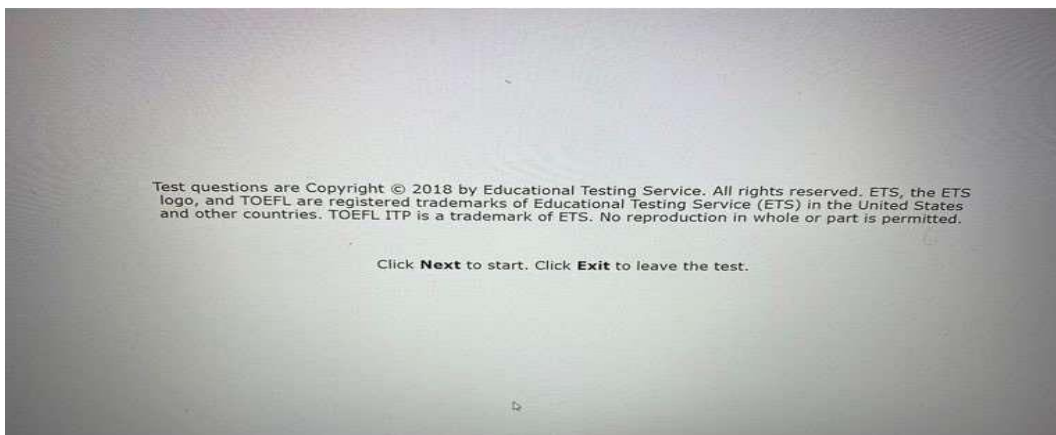 Test questions are Copyright © 2018 by Educational Testing Service. All rights reserved. ETS, the ETS
logo, and TOEFL are registered trademarks of Educational Testing Service (ETS) in the United States
and other countries. TOEFL ITP is a trademark of ETS. No reproduction in whole or part is permitted.
Click Next to start. Click Exit to leave the test.